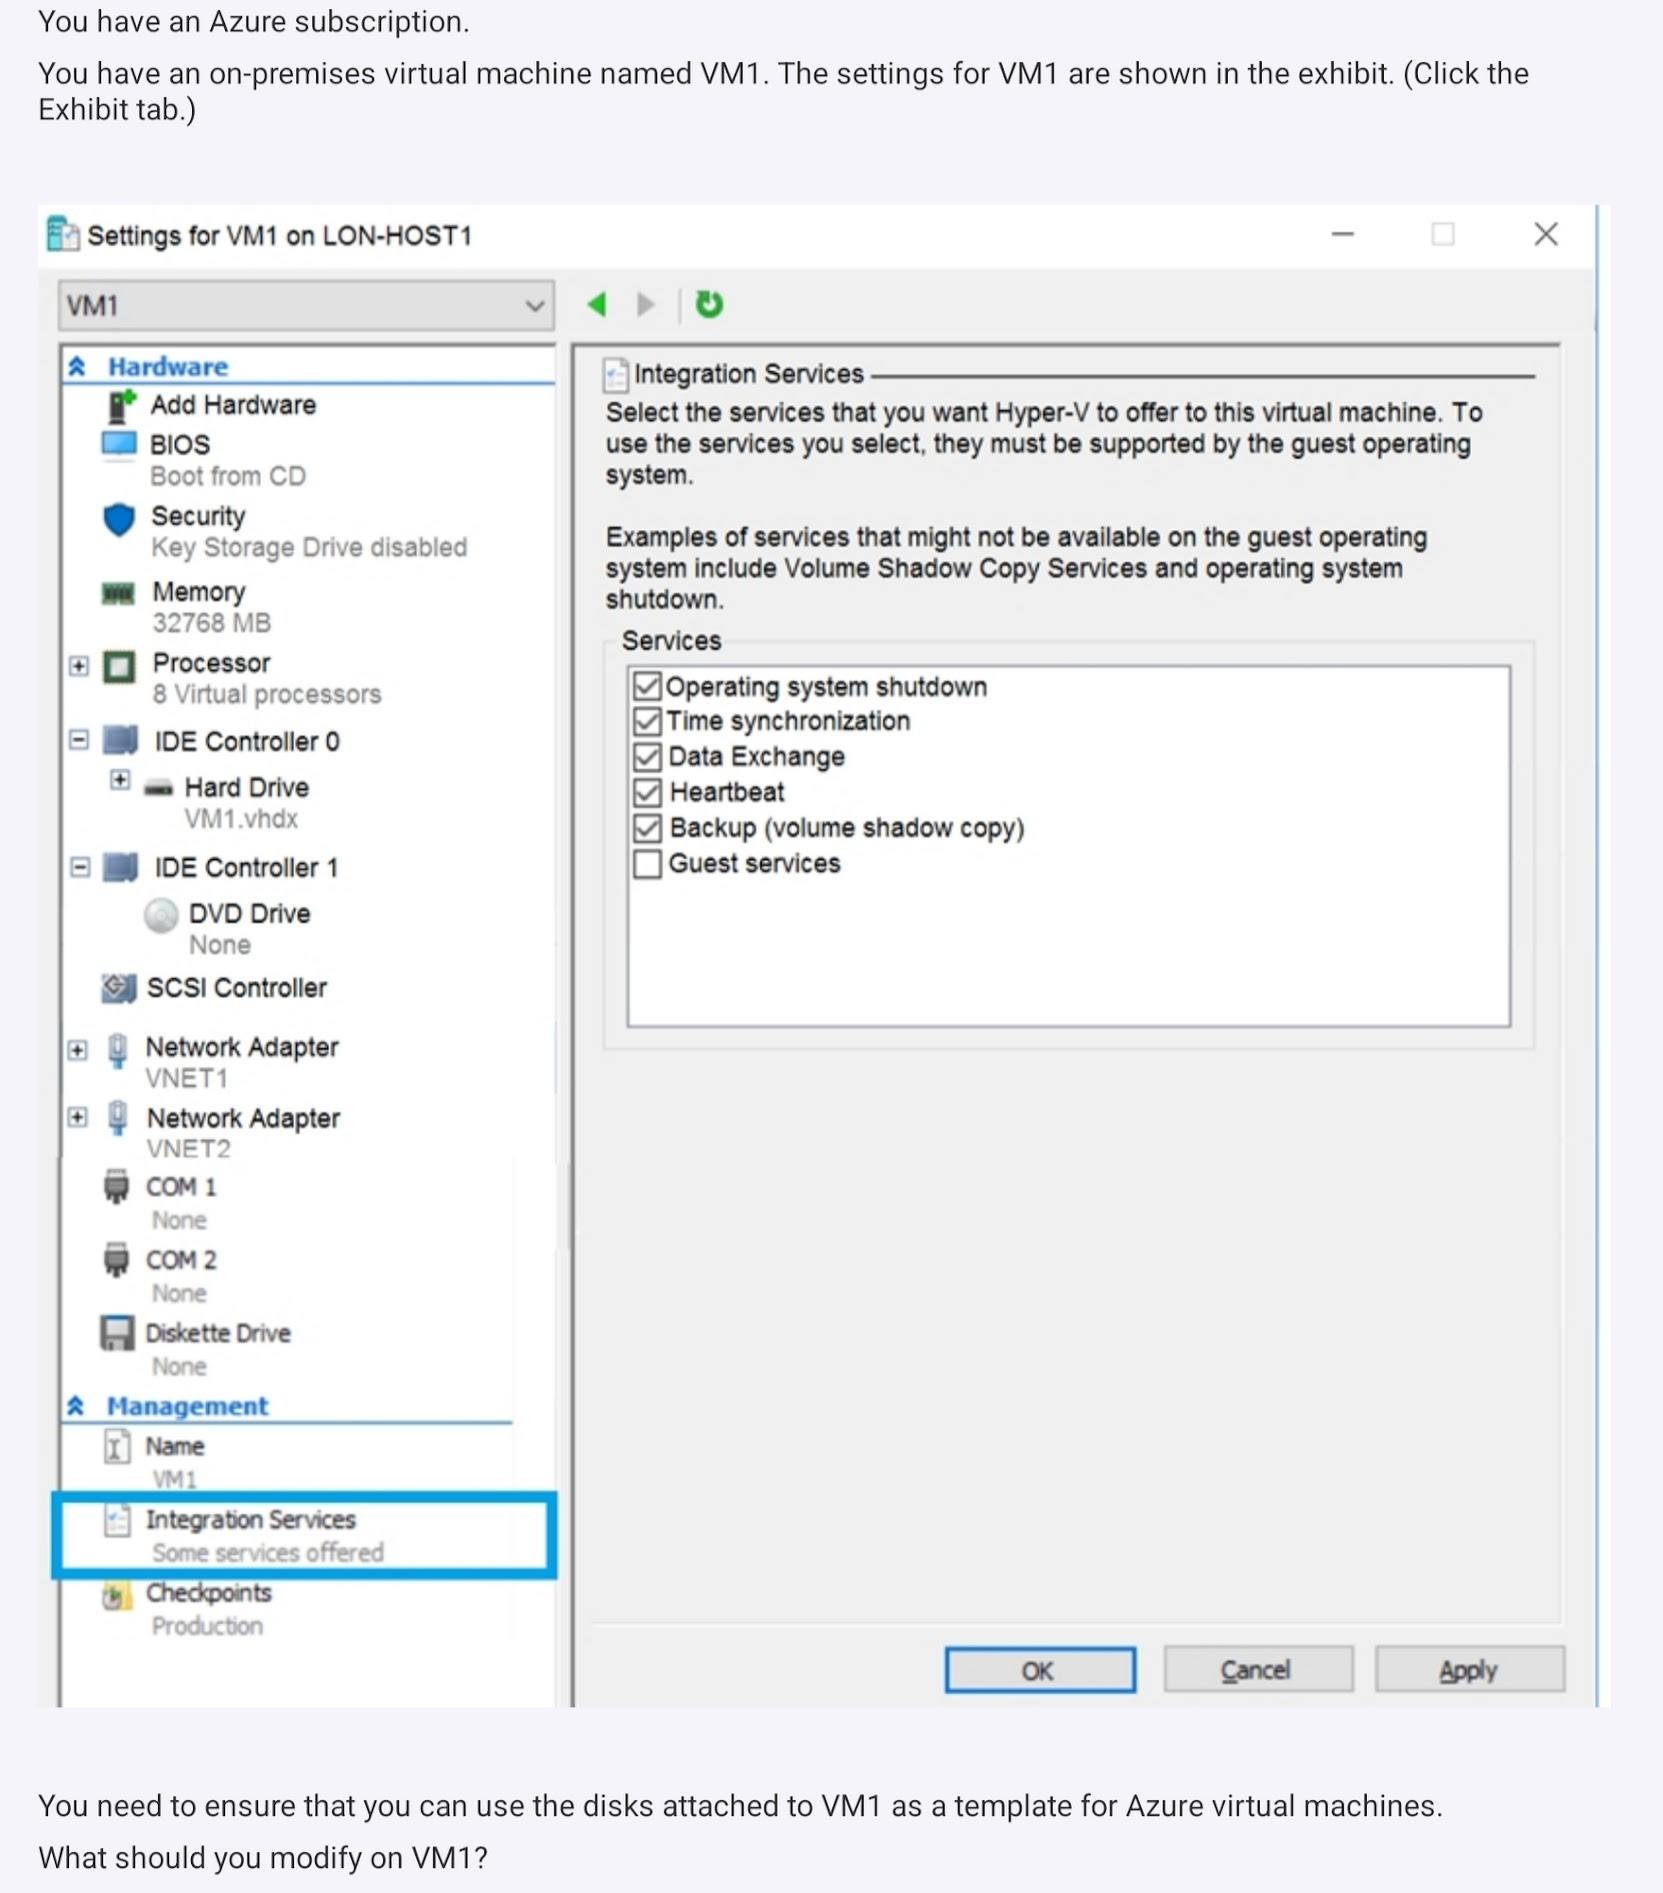 You have an Azure subscription.
You have an on-premises virtual machine named VM1. The settings for VM1 are shown in the exhibit. (Click the
Exhibit tab.)
Settings for VM1 on LON-HOST1
VM1
Hardware
Add Hardware
BIOS
Boot from CD
Security
Key Storage Drive disabled
Memory
32768 MB
Processor
8 Virtual processors
IDE Controller 0
Hard Drive
VM1.vhdx
IDE Controller 1
DVD Drive
None
SCSI Controller
Network Adapter
VNET1
Network Adapter
VNET2
COM 1
None
COM 2
None
Diskette Drive
None
Management
Name
VM1
Integration Services
Some services offered
Checkpoints
Production
Integration Services
Select the services that you want Hyper-V to offer to this virtual machine. To
use the services you select, they must be supported by the guest operating
system.
Examples of services that might not be available on the guest operating
system include Volume Shadow Copy Services and operating system
shutdown.
Services
Operating system shutdown
Time synchronization
Data Exchange
Heartbeat
Backup (volume shadow copy)
Guest services
OK
Cancel
Apply
You need to ensure that you can use the disks attached to VM1 as a template for Azure virtual machines.
What should you modify on VM1?